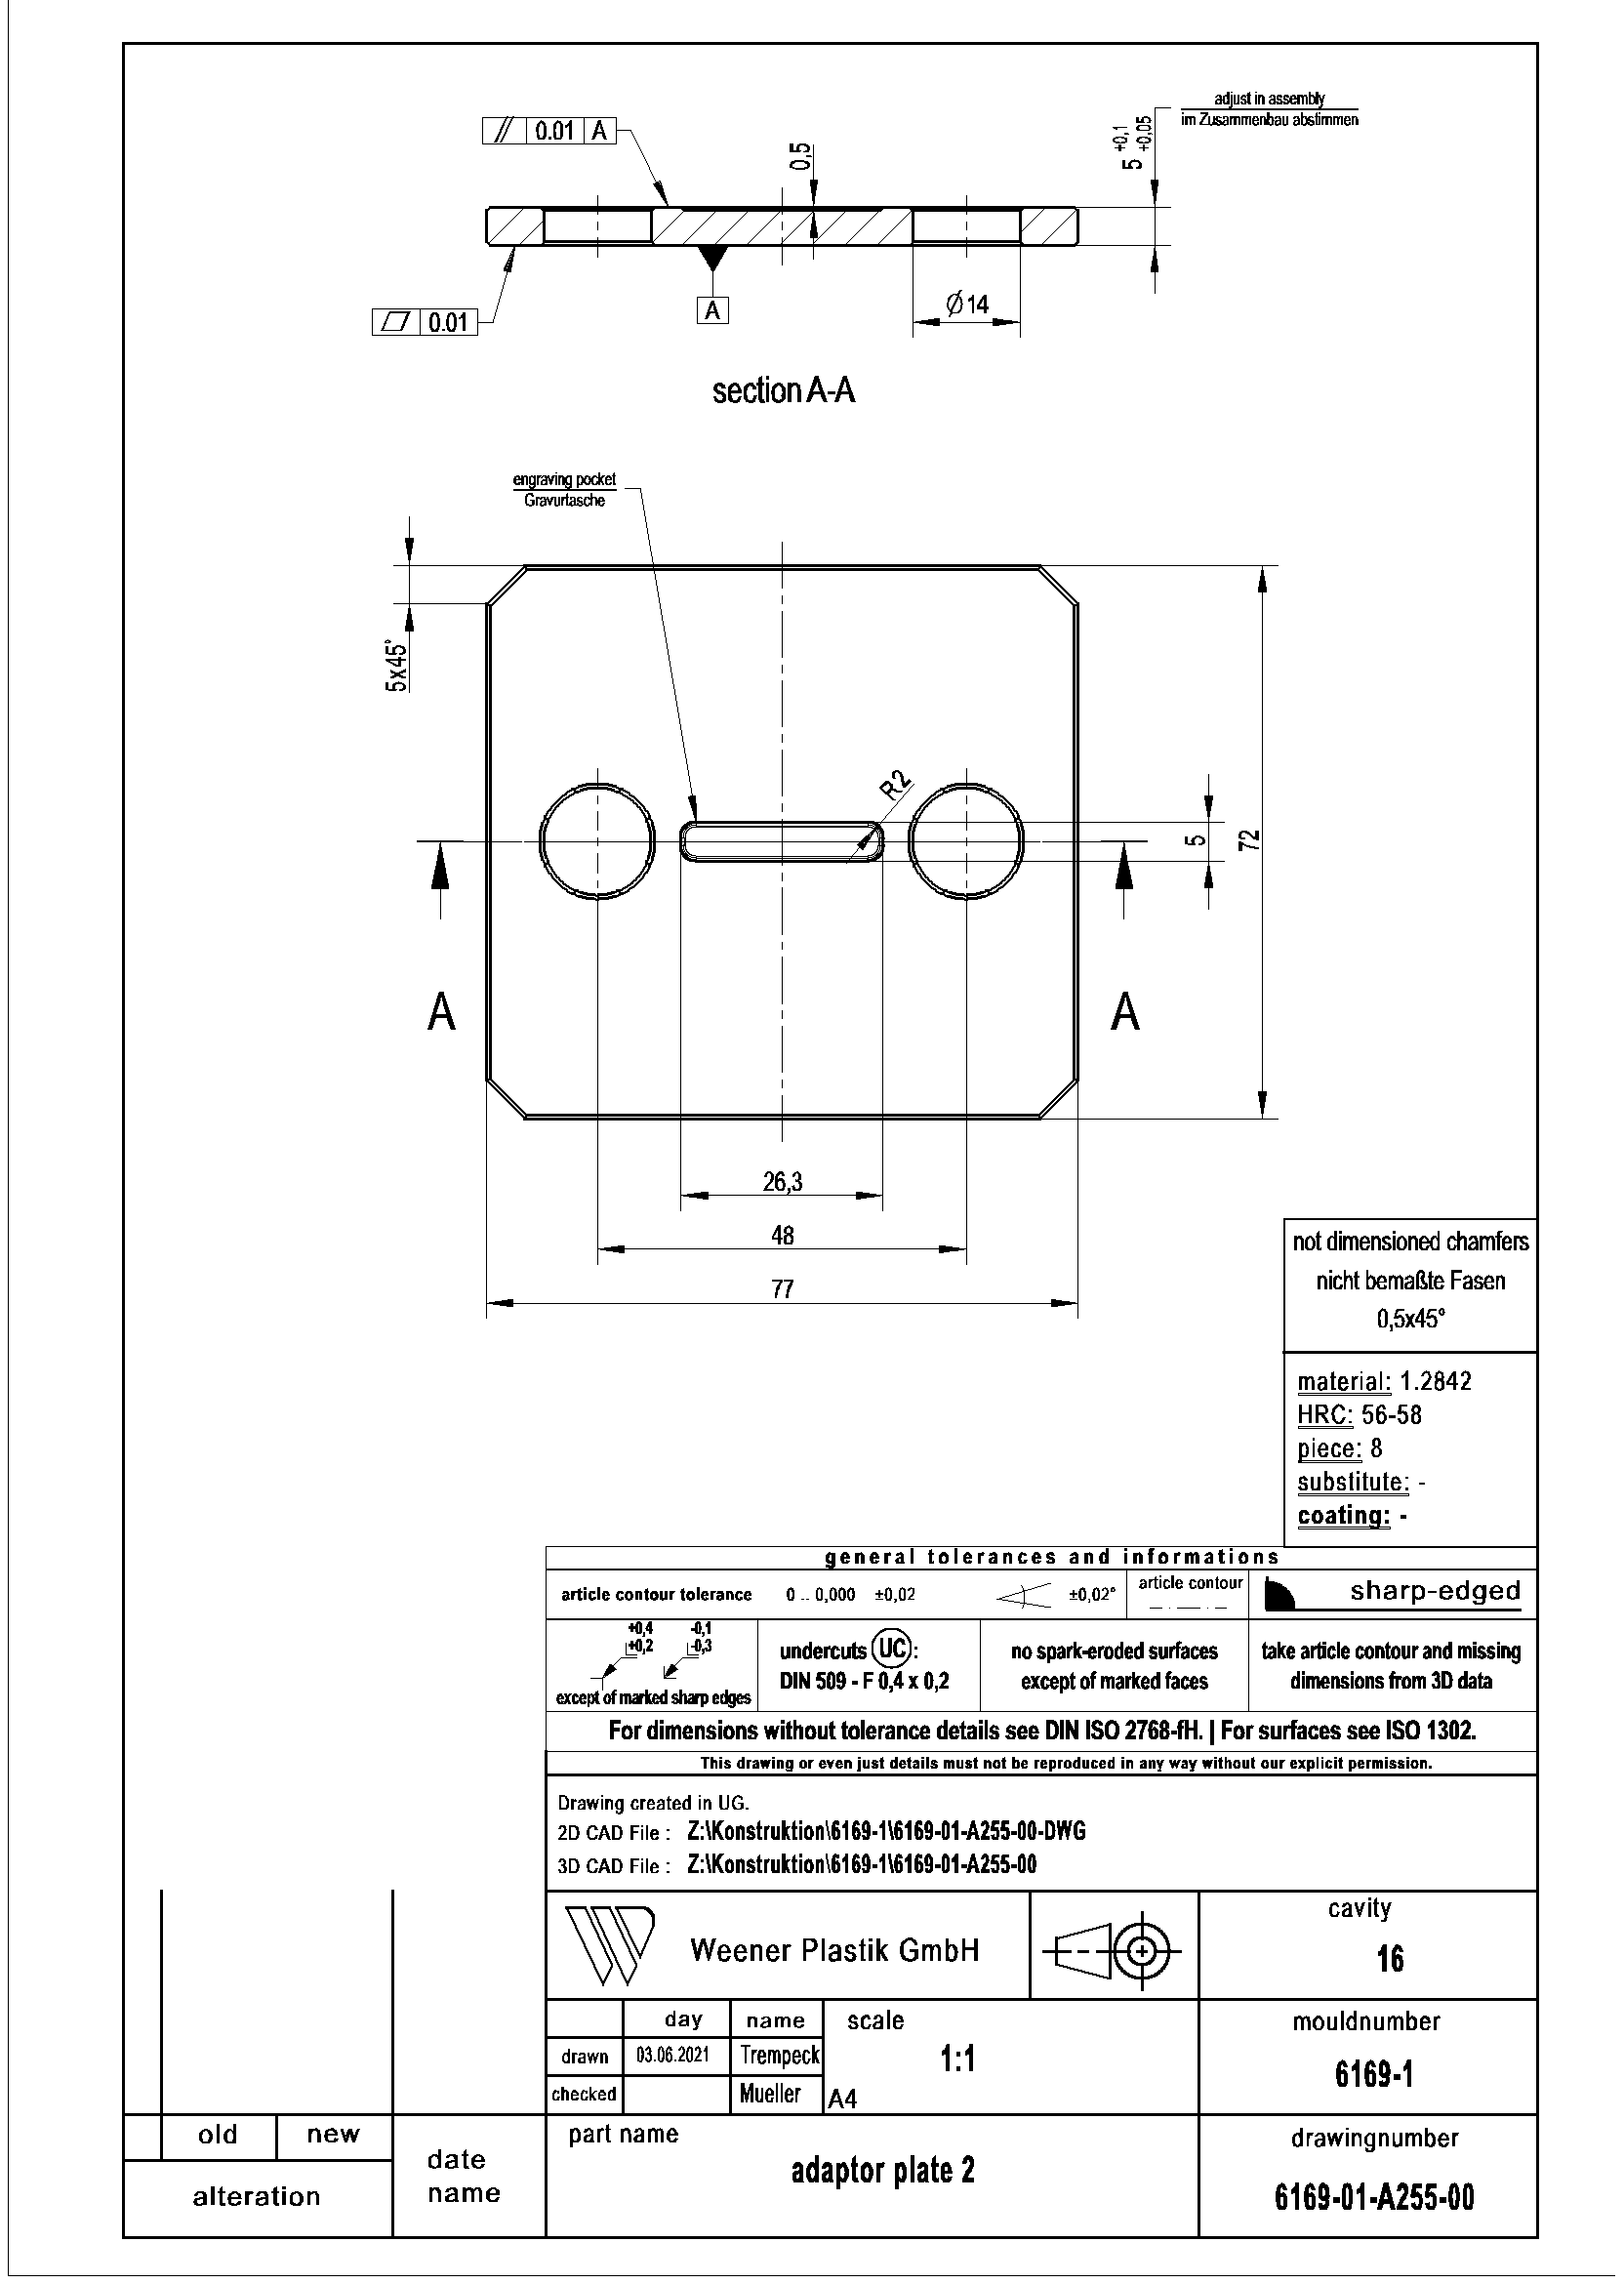 adjust in assembly
im Zusammenbau abstimmen
// 0.01 A
0,5
5 +0,1 +0,05
A
⌀14
0.01
section A-A
engraving pocket
Gravurtasche
5x45°
R2
5
72
A
A
26,3
48
77
not dimensioned chamfers
nicht bemaßte Fasen
0,5x45°
material: 1.2842
HRC: 56-58
piece: 8
substitute: -
coating: -
general tolerances and informations
article contour tolerance 0 .. 0,000 ±0,02 ±0,02° article contour sharp-edged
+0,4 -0,1
+0,2 -0,3
except of marked sharp edges
undercuts UC :
DIN 509 - F 0,4 x 0,2
no spark-eroded surfaces
except of marked faces
take article contour and missing
dimensions from 3D data
For dimensions without tolerance details see DIN ISO 2768-fH. | For surfaces see ISO 1302.
This drawing or even just details must not be reproduced in any way without our explicit permission.
Drawing created in UG.
2D CAD File : Z:\Konstruktion\6169-1\6169-01-A255-00-DWG
3D CAD File : Z:\Konstruktion\6169-1\6169-01-A255-00
Weener Plastik GmbH
cavity
16
day name scale
drawn 03.06.2021 Trempeck 1:1
checked Mueller A4
mouldnumber
6169-1
old new
alteration
date
name
part name
adaptor plate 2
drawingnumber
6169-01-A255-00